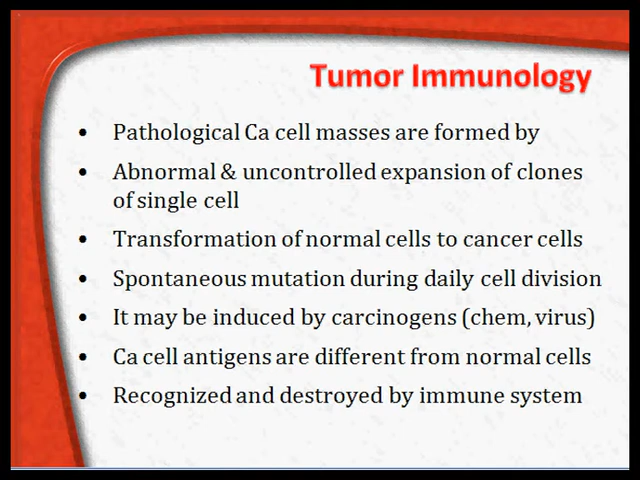 Tumor Immunology
• Pathological Ca cell masses are formed by
• Abnormal & uncontrolled expansion of clones
of single cell
• Transformation of normal cells to cancer cells
• Spontaneous mutation during daily cell division
• It may be induced by carcinogens (chem, virus)
• Ca cell antigens are different from normal cells
• Recognized and destroyed by immune system